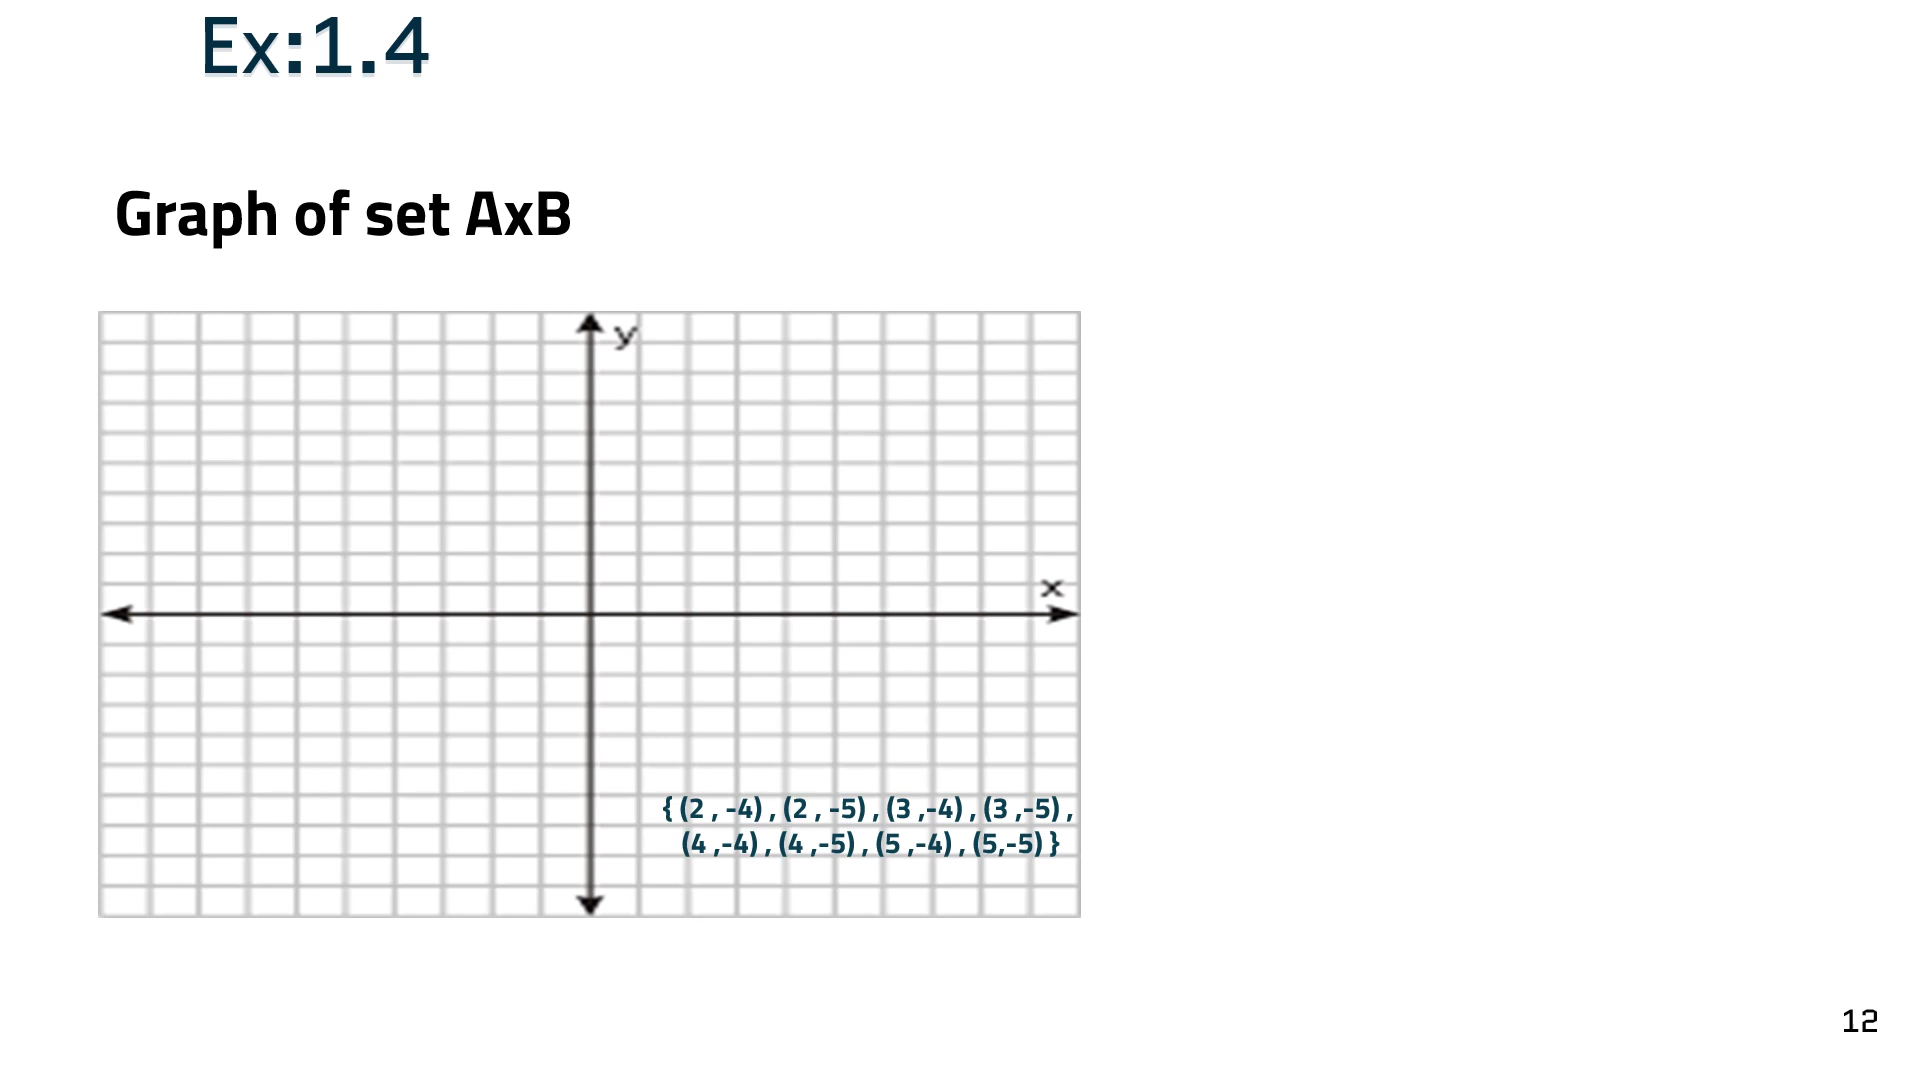 Ex:1.4
Graph of set AxB
y
x
{ (2 , -4) , (2 , -5) , (3 ,-4) , (3 ,-5) ,
(4 ,-4) , (4 ,-5) , (5 ,-4) , (5,-5) }
12